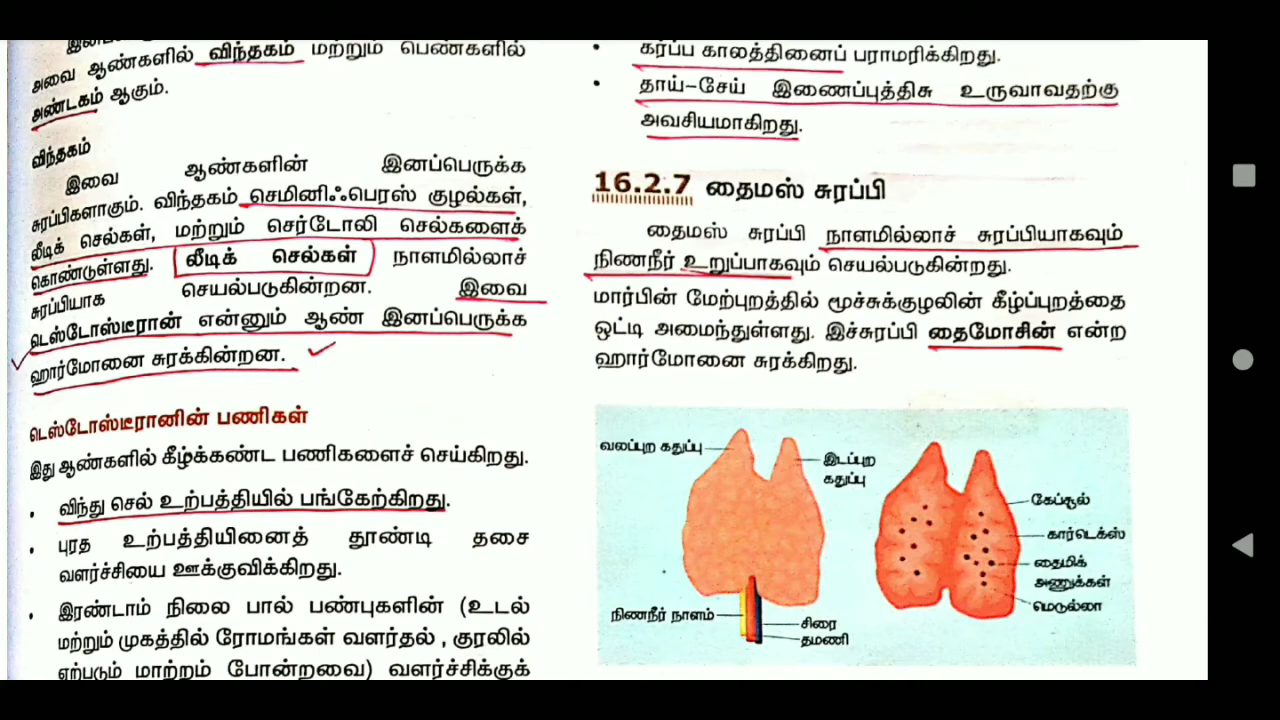 அவை ஆண்களில் விந்தகம் மற்றும் பெண்களில்
அண்டகம் ஆகும்.
விந்தகம்
இவை ஆண்களின் இனப்பெருக்க
சுரப்பிகளாகும். விந்தகம் செமினிஃபெரஸ் குழல்கள்,
லீடிக் செல்கள், மற்றும் செர்டோலி செல்களைக்
கொண்டுள்ளது. லீடிக் செல்கள் நாளமில்லாச்
சுரப்பியாக செயல்படுகின்றன. இவை
டெஸ்டோஸ்டீரான் என்னும் ஆண் இனப்பெருக்க
ஹார்மோனை சுரக்கின்றன.
டெஸ்டோஸ்டீரானின் பணிகள்
இது ஆண்களில் கீழ்க்கண்ட பணிகளைச் செய்கிறது.
• விந்து செல் உற்பத்தியில் பங்கேற்கிறது.
• புரத உற்பத்தியினைத் தூண்டி தசை
வளர்ச்சியை ஊக்குவிக்கிறது.
• இரண்டாம் நிலை பால் பண்புகளின் (உடல்
மற்றும் முகத்தில் ரோமங்கள் வளர்தல் , குரலில்
ஏற்படும் மாற்றம் போன்றவை) வளர்ச்சிக்குக்
• கர்ப்ப காலத்தினைப் பராமரிக்கிறது.
• தாய்-சேய் இணைப்புத்திசு உருவாவதற்கு
அவசியமாகிறது.
16.2.7 தைமஸ் சுரப்பி
தைமஸ் சுரப்பி நாளமில்லாச் சுரப்பியாகவும்
நிணநீர் உறுப்பாகவும் செயல்படுகின்றது.
மார்பின் மேற்புறத்தில் மூச்சுக்குழலின் கீழ்ப்புறத்தை
ஒட்டி அமைந்துள்ளது. இச்சுரப்பி தைமோசின் என்ற
ஹார்மோனை சுரக்கிறது.
வலப்புற கதுப்பு
இடப்புற
கதுப்பு
நிணநீர் நாளம்
சிரை
தமணி
கேப்சூல்
கார்டெக்ஸ்
தைமிக்
அணுக்கள்
மெடுல்லா